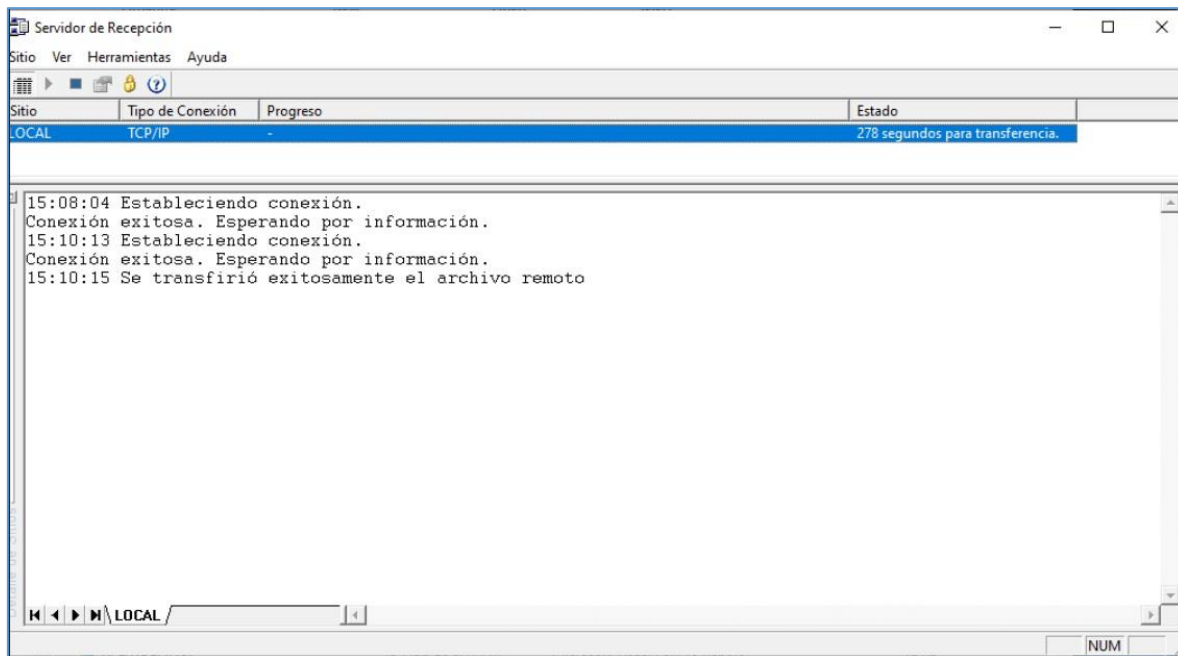 Servidor de Recepción
Sitio Ver Herramientas Ayuda
Sitio Tipo de Conexión Progreso Estado
LOCAL TCP/IP - 278 segundos para transferencia.
15:08:04 Estableciendo conexión.
Conexión exitosa. Esperando por información.
15:10:13 Estableciendo conexión.
Conexión exitosa. Esperando por información.
15:10:15 Se transfirió exitosamente el archivo remoto
LOCAL
NUM